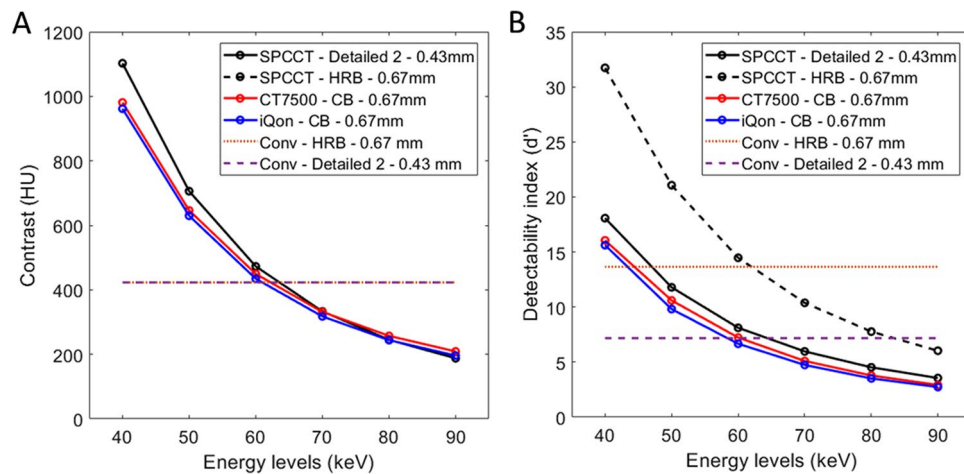 A
Contrast (HU)
1200
1000
800
600
400
200
0
SPCCT - Detailed 2 - 0.43mm
SPCCT - HRB - 0.67mm
CT7500 - CB - 0.67mm
iQon - CB - 0.67mm
Conv - HRB - 0.67 mm
Conv - Detailed 2 - 0.43 mm
40 50 60 70 80 90
Energy levels (keV)
B
Detectability index (d')
35
30
25
20
15
10
5
0
SPCCT - Detailed 2 - 0.43mm
SPCCT - HRB - 0.67mm
CT7500 - CB - 0.67mm
iQon - CB - 0.67mm
Conv - HRB - 0.67 mm
Conv - Detailed 2 - 0.43 mm
40 50 60 70 80 90
Energy levels (keV)